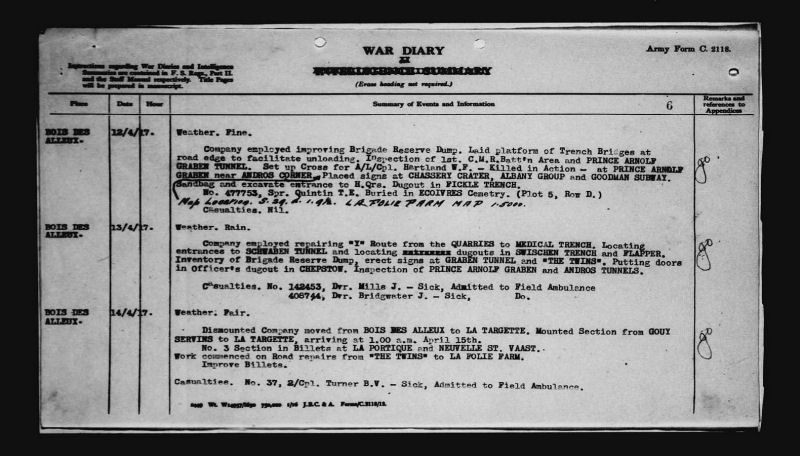 WAR DIARY
Army Form C. 2118.
Instructions regarding War Diaries and Intelligence
Summaries are contained in F. S. Regs., Part II.
and the Staff Manual respectively. Title Pages
will be prepared in manuscript.
INTELLIGENCE SUMMARY
(Erase heading not required.)
Place Date Hour Summary of Events and Information 6 Remarks and
references to
Appendices
BOIS DES 12/4/17. Weather. Fine.
ALLEUX.
Company employed improving Brigade Reserve Dump. Laid platform of Trench Bridges at
road edge to facilitate unloading. Inspection of 1st. C.M.R.Batt'n Area and PRINCE ARNOLF
GRABEN TUNNEL. Set up Cross for A/L/Cpl. Hartland W.F. - Killed in Action - at PRINCE ARNOLF
GRABEN near ANDROS CORNER. Placed signs at CHASSERY CRATER, ALBANY GROUP and GOODMAN SUBWAY.
Sandbag and excavate entrance to H.Qrs. Dugout in FICKLE TRENCH.
No. 477753, Spr. Quintin T.E. Buried in ECOIVRES Cemetry. (Plot 5, Row D.)
Map Location. S. 29. d. LA FOLIE FARM MAP 1.5000.
Casualties. Nil.
BOIS DES 13/4/17. Weather. Rain.
ALLEUX.
Company employed repairing "Y" Route from the QUARRIES to MEDICAL TRENCH. Locating
entrances to SCHWABEN TUNNEL and locating dugouts in SWISCHEN TRENCH and FLAPPER.
Inventory of Brigade Reserve Dump, erect signs at GRABEN TUNNEL and "THE TWINS". Putting doors
in Officer's dugout in CHEPSTOW. Inspection of PRINCE ARNOLF GRABEN and ANDROS TUNNELS.
Casualties. No. 142453, Dvr. Mills J. - Sick, Admitted to Field Ambulance
408744, Dvr. Bridgwater J. - Sick, Do.
BOIS DES 14/4/17. Weather. Fair.
ALLEUX.
Dismounted Company moved from BOIS DES ALLEUX to LA TARGETTE. Mounted Section from GOUY
SERVINS to LA TARGETTE, arriving at 1.00 a.m. April 15th.
No. 3 Section in Billets at LA PORTIQUE and NEUVELLE ST. VAAST.
Work commenced on Road repairs from "THE TWINS" to LA FOLIE FARM.
Improve Billets.
Casualties. No. 37, 2/Cpl. Turner B.V. - Sick, Admitted to Field Ambulance.
2449 Wt. W14957/M90 750,000 1/16 J.B.C. & A. Forms/C.2118/12.